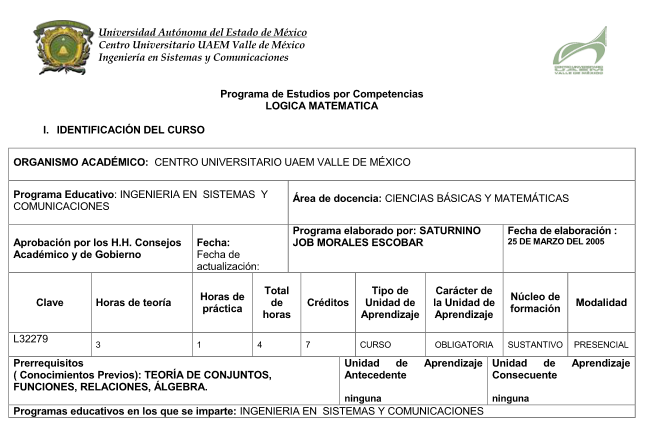 Universidad Autónoma del Estado de México
Centro Universitario UAEM Valle de México
Ingeniería en Sistemas y Comunicaciones
VALLE DE MÉXICO
Programa de Estudios por Competencias
LOGICA MATEMATICA
I. IDENTIFICACIÓN DEL CURSO
ORGANISMO ACADÉMICO: CENTRO UNIVERSITARIO UAEM VALLE DE MÉXICO
Programa Educativo: INGENIERIA EN SISTEMAS Y
COMUNICACIONES
Área de docencia: CIENCIAS BÁSICAS Y MATEMÁTICAS
Aprobación por los H.H. Consejos
Académico y de Gobierno
Fecha:
Fecha de
actualización:
Programa elaborado por: SATURNINO
JOB MORALES ESCOBAR
Fecha de elaboración :
25 DE MARZO DEL 2005
Clave
Horas de teoría
Horas de
práctica
Total
de
horas
Créditos
Tipo de
Unidad de
Aprendizaje
Carácter de
la Unidad de
Aprendizaje
Núcleo de
formación
Modalidad
L32279
3
1
4
7
CURSO
OBLIGATORIA
SUSTANTIVO
PRESENCIAL
Prerrequisitos
( Conocimientos Previos): TEORÍA DE CONJUNTOS,
FUNCIONES, RELACIONES, ÁLGEBRA.
Unidad de Aprendizaje
Antecedente
ninguna
Unidad de Aprendizaje
Consecuente
ninguna
Programas educativos en los que se imparte: INGENIERIA EN SISTEMAS Y COMUNICACIONES